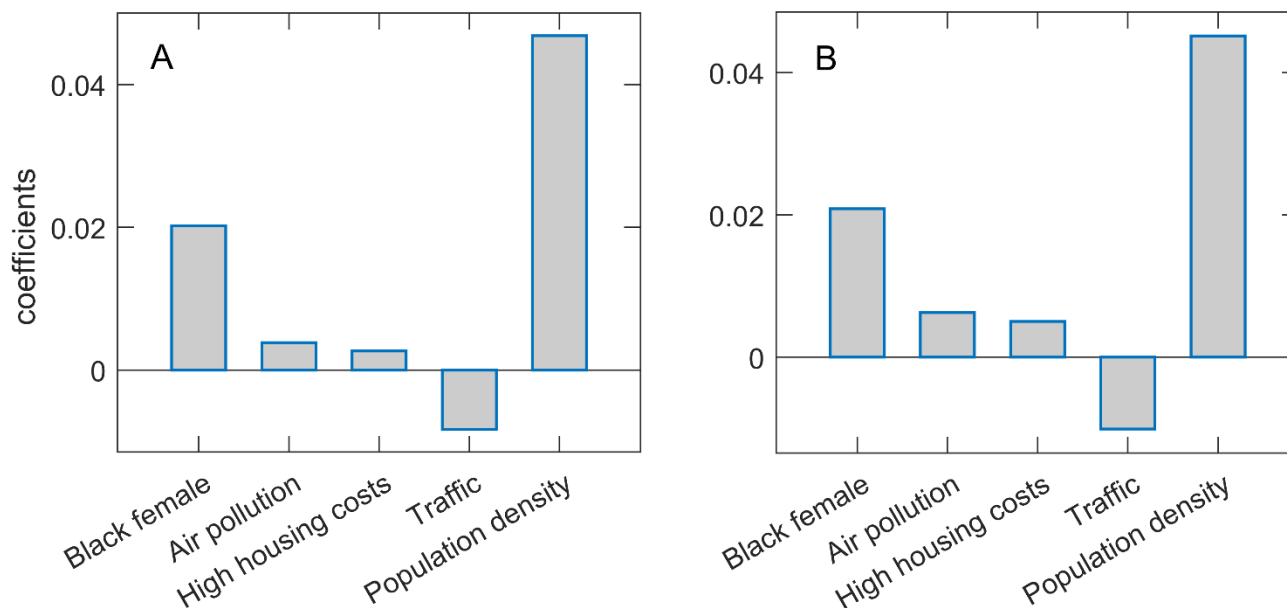 A
coefficients
0.04
0.02
0
Black female
Air pollution
High housing costs
Traffic
Population density
B
0.04
0.02
0
Black female
Air pollution
High housing costs
Traffic
Population density